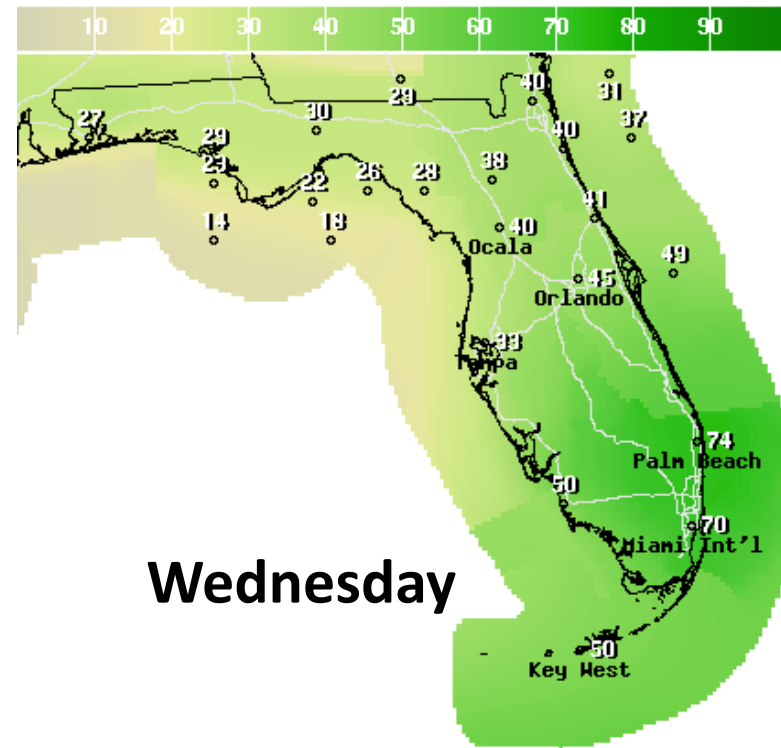 10 20 30 40 50 60 70 80 90
29 40 31
27 30 37
29 40
23 22 26 28 38
41
14 18 40
Ocala
49
45
Orlando
33
Tampa
74
Palm Beach
50
70
Miami Int'l
Wednesday
50
Key West